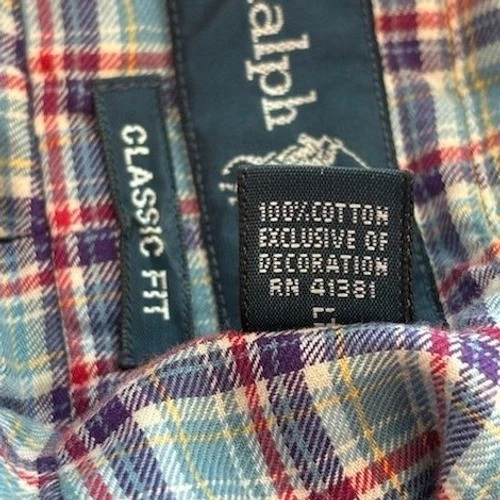 Ralph
CLASSIC FIT
100% COTTON
EXCLUSIVE OF
DECORATION
RN 41381